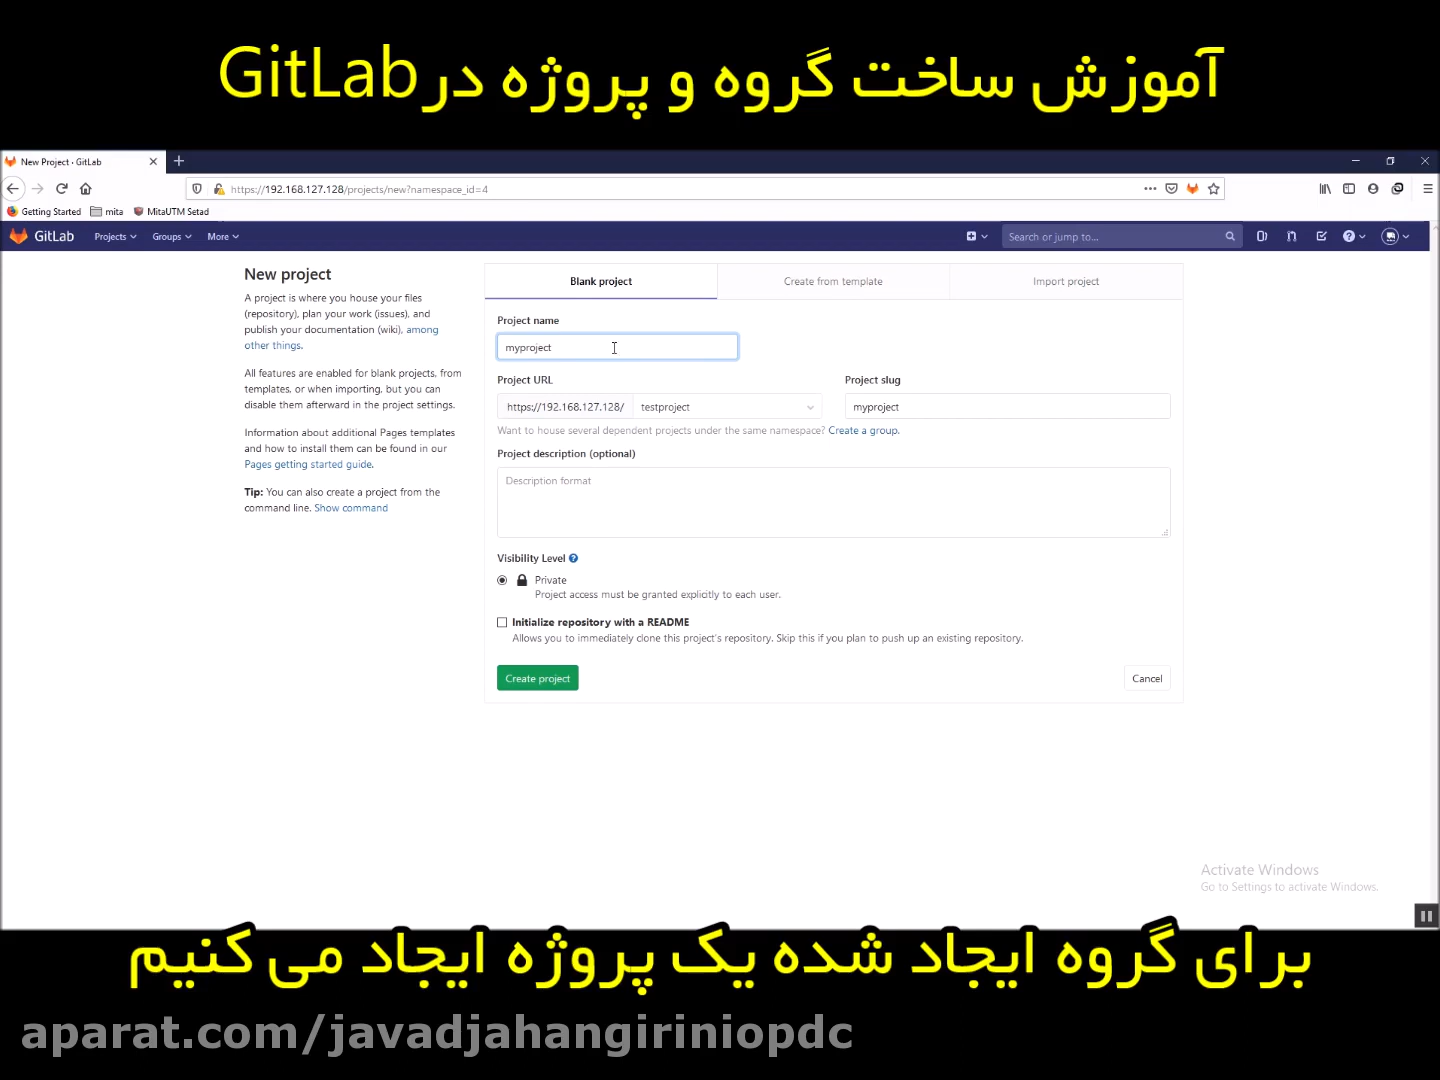 آموزش ساخت گروه و پروژه در GitLab
New Project · GitLab
https://192.168.127.128/projects/new?namespace_id=4
Getting Started mita MitaUTM Setad
GitLab Projects Groups More Search or jump to...
New project
A project is where you house your files
(repository), plan your work (issues), and
publish your documentation (wiki), among
other things.
All features are enabled for blank projects, from
templates, or when importing, but you can
disable them afterward in the project settings.
Information about additional Pages templates
and how to install them can be found in our
Pages getting started guide.
Tip: You can also create a project from the
command line. Show command
Blank project Create from template Import project
Project name
myproject
Project URL Project slug
https://192.168.127.128/ testproject myproject
Want to house several dependent projects under the same namespace? Create a group.
Project description (optional)
Description format
Visibility Level
Private
Project access must be granted explicitly to each user.
Initialize repository with a README
Allows you to immediately clone this project's repository. Skip this if you plan to push up an existing repository.
Create project Cancel
Activate Windows
Go to Settings to activate Windows.
برای گروه ایجاد شده یک پروژه ایجاد می کنیم
aparat.com/javadjahangiriniopdc